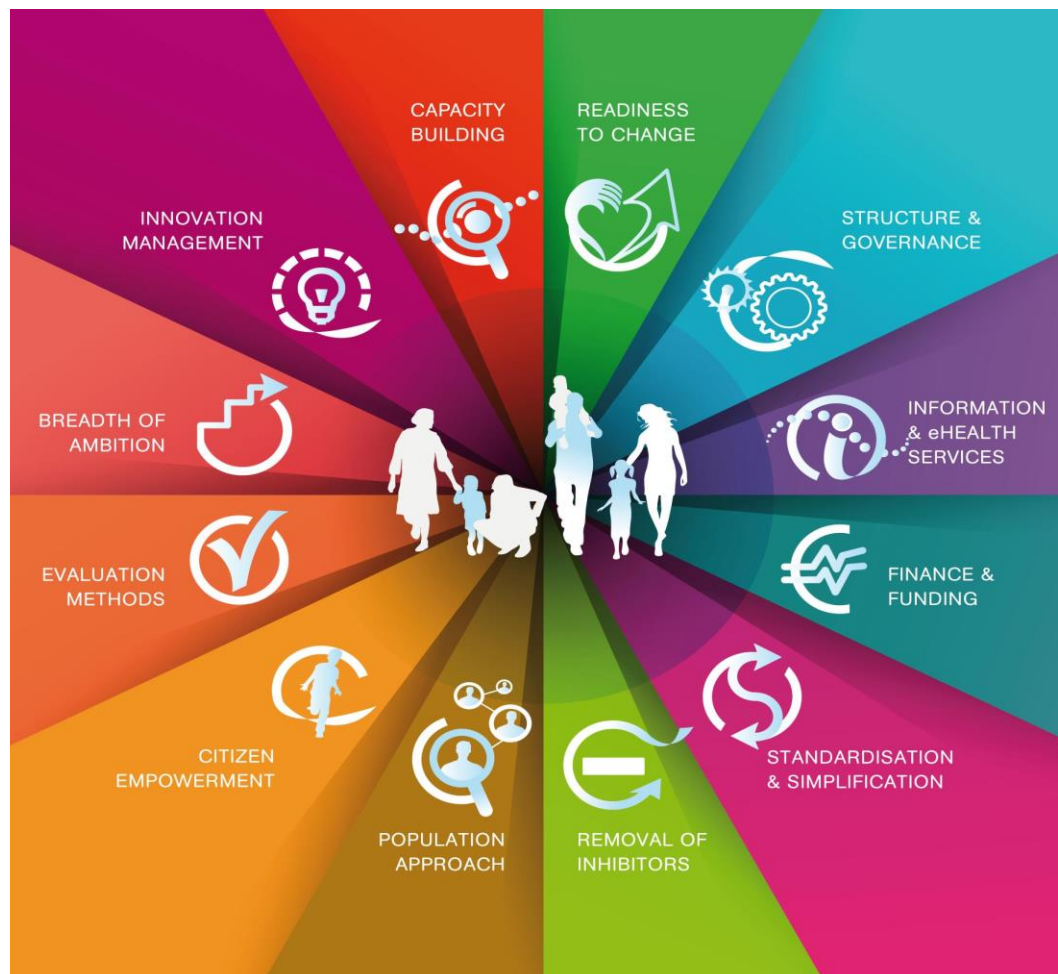 CAPACITY
BUILDING
READINESS
TO CHANGE
STRUCTURE &
GOVERNANCE
INFORMATION
& eHEALTH
SERVICES
FINANCE &
FUNDING
STANDARDISATION
& SIMPLIFICATION
REMOVAL OF
INHIBITORS
POPULATION
APPROACH
CITIZEN
EMPOWERMENT
EVALUATION
METHODS
BREADTH OF
AMBITION
INNOVATION
MANAGEMENT